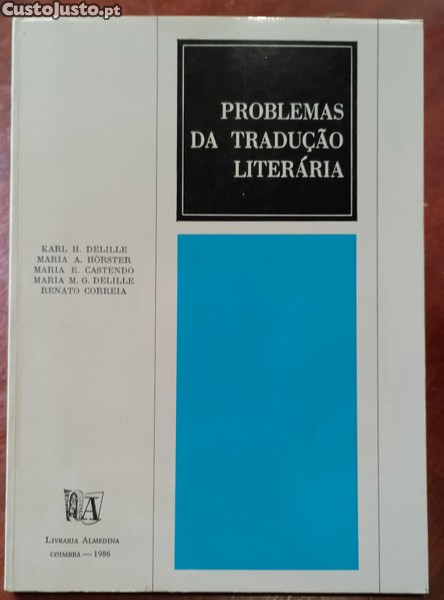 CustoJusto.pt
PROBLEMAS
DA TRADUÇÃO
LITERÁRIA
KARL H. DELILLE
MARIA A. HÖRSTER
MARIA E. CASTENDO
MARIA M. G. DELILLE
RENATO CORREIA
LIVRARIA ALMEDINA
COIMBRA — 1986